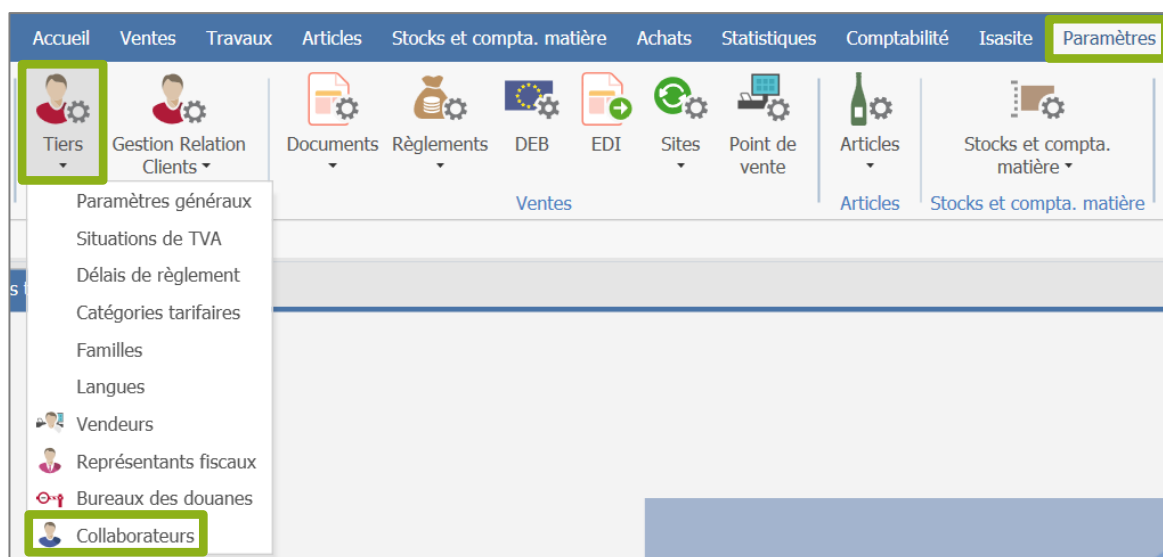 Accueil Ventes Travaux Articles Stocks et compta. matière Achats Statistiques Comptabilité Isasite Paramètres
Tiers Gestion Relation Clients Documents Règlements DEB EDI Sites Point de vente Articles Stocks et compta. matière
Ventes Articles Stocks et compta. matière
Paramètres généraux
Situations de TVA
Délais de règlement
Catégories tarifaires
Familles
Langues
Vendeurs
Représentants fiscaux
Bureaux des douanes
Collaborateurs